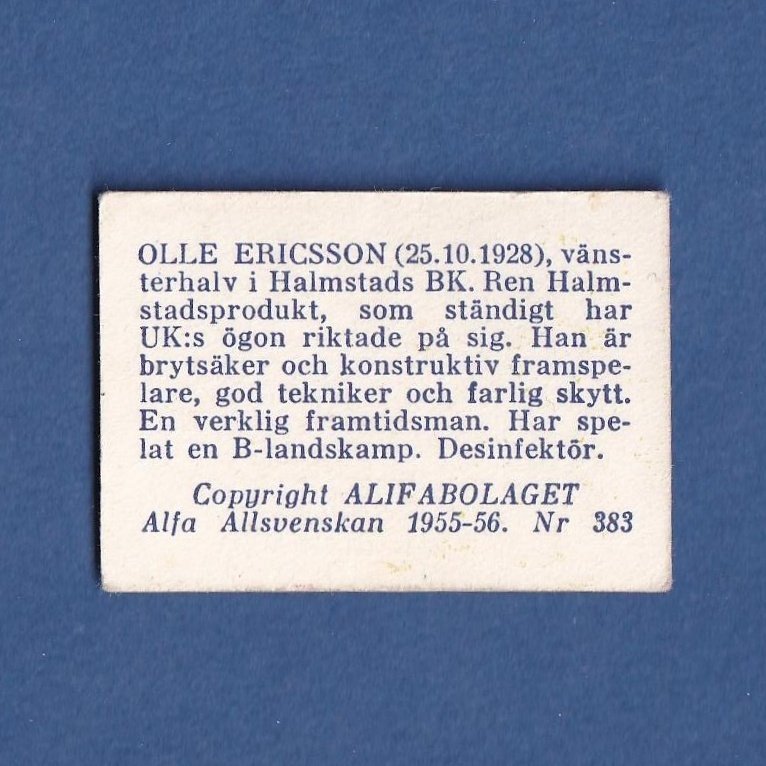 OLLE ERICSSON (25.10.1928), väns-
terhalv i Halmstads BK. Ren Halm-
stadsprodukt, som ständigt har
UK:s ögon riktade på sig. Han är
brytsäker och konstruktiv framspe-
lare, god tekniker och farlig skytt.
En verklig framtidsman. Har spe-
lat en B-landskamp. Desinfektör.
Copyright ALIFABOLAGET
Alfa Allsvenskan 1955-56. Nr 383